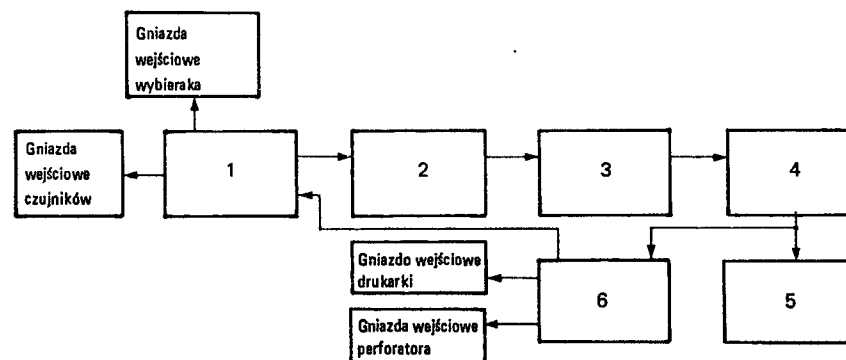 Gniazda
wejściowe
wybieraka
Gniazda
wejściowe
czujników
1
2
3
4
Gniazdo wejściowe
drukarki
6
5
Gniazda wejściowe
perforatora